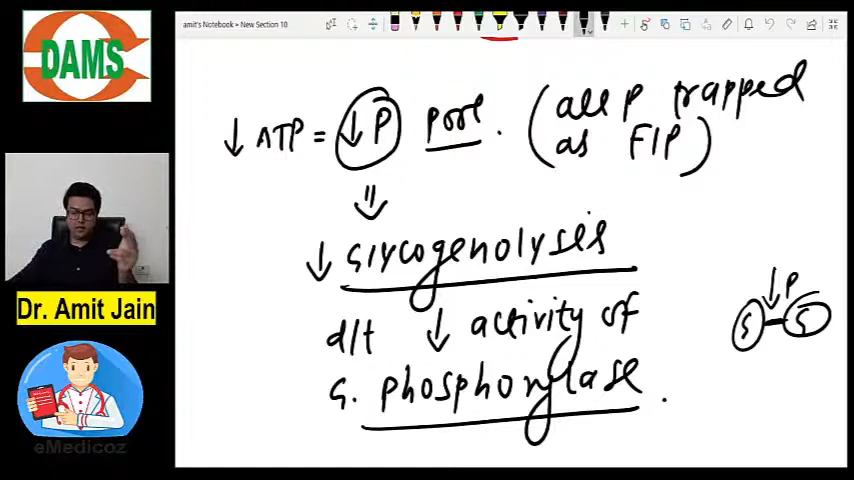 amit's Notebook > New Section 10
DAMS
↓ ATP = ↓ P pool. (all P trapped
as F1P)
↓ Glycogenolysis
d/t ↓ activity of
G. phosphorylase.
↓ P
G - G
Dr. Amit Jain
eMedicoz